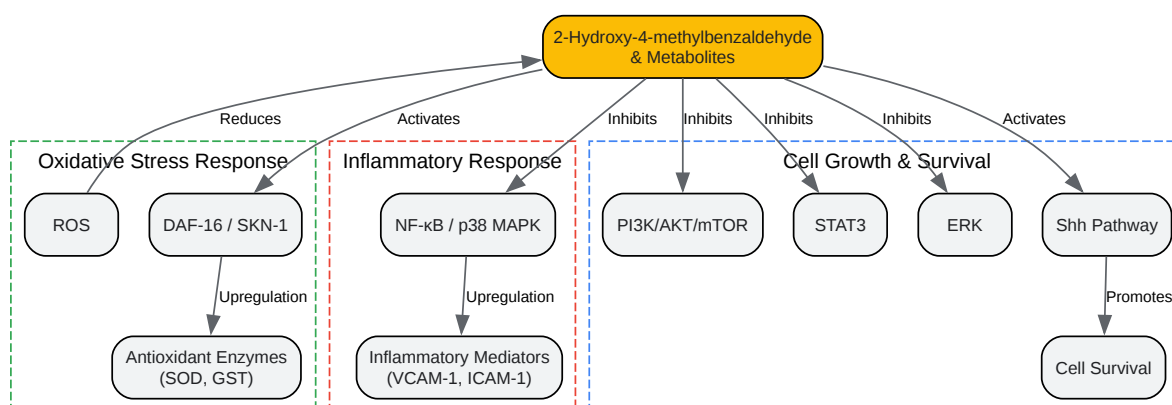 2-Hydroxy-4-methylbenzaldehyde
& Metabolites
Reduces
Activates
Inhibits
Inhibits
Inhibits
Inhibits
Activates
Oxidative Stress Response
Inflammatory Response
Cell Growth & Survival
ROS
DAF-16 / SKN-1
NF-κB / p38 MAPK
PI3K/AKT/mTOR
STAT3
ERK
Shh Pathway
Upregulation
Upregulation
Promotes
Antioxidant Enzymes
(SOD, GST)
Inflammatory Mediators
(VCAM-1, ICAM-1)
Cell Survival